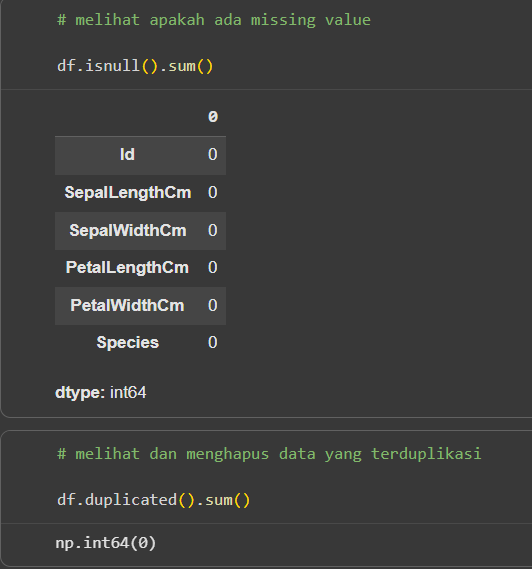 # melihat apakah ada missing value
df.isnull().sum()
0
Id 0
SepalLengthCm 0
SepalWidthCm 0
PetalLengthCm 0
PetalWidthCm 0
Species 0
dtype: int64
# melihat dan menghapus data yang terduplikasi
df.duplicated().sum()
np.int64(0)